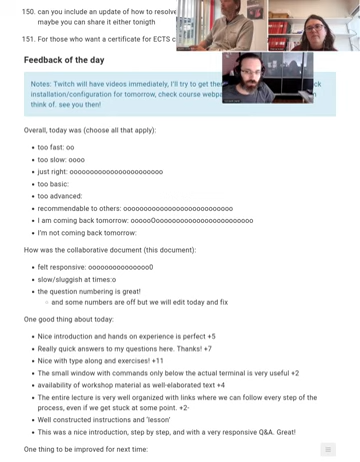 150. can you include an update of how to resolve
maybe you can share it either tonigth
151. For those who want a certificate for ECTS c
Feedback of the day
Notes: Twitch will have videos immediately, I'll try to get the ck
installation/configuration for tomorrow, check course webpa
think of. see you then!
Overall, today was (choose all that apply):
• too fast: oo
• too slow: oooo
• just right: ooooooooooooooooooooooo
• too basic:
• too advanced:
• recommendable to others: ooooooooooooooooooooooooooo
• I am coming back tomorrow: oooooOoooooooooooooooooooooooo
• I'm not coming back tomorrow:
How was the collaborative document (this document):
• felt responsive: ooooooooooooooo0
• slow/sluggish at times:o
• the question numbering is great!
◦ and some numbers are off but we will edit today and fix
One good thing about today:
• Nice introduction and hands on experience is perfect +5
• Really quick answers to my questions here. Thanks! +7
• Nice with type along and exercises! +11
• The small window with commands only below the actual terminal is very useful +2
• availability of workshop material as well-elaborated text +4
• The entire lecture is very well organized with links where we can follow every step of the
process, even if we get stuck at some point. +2-
• Well constructed instructions and 'lesson'
• This was a nice introduction, step by step, and with a very responsive Q&A. Great!
One thing to be improved for next time: